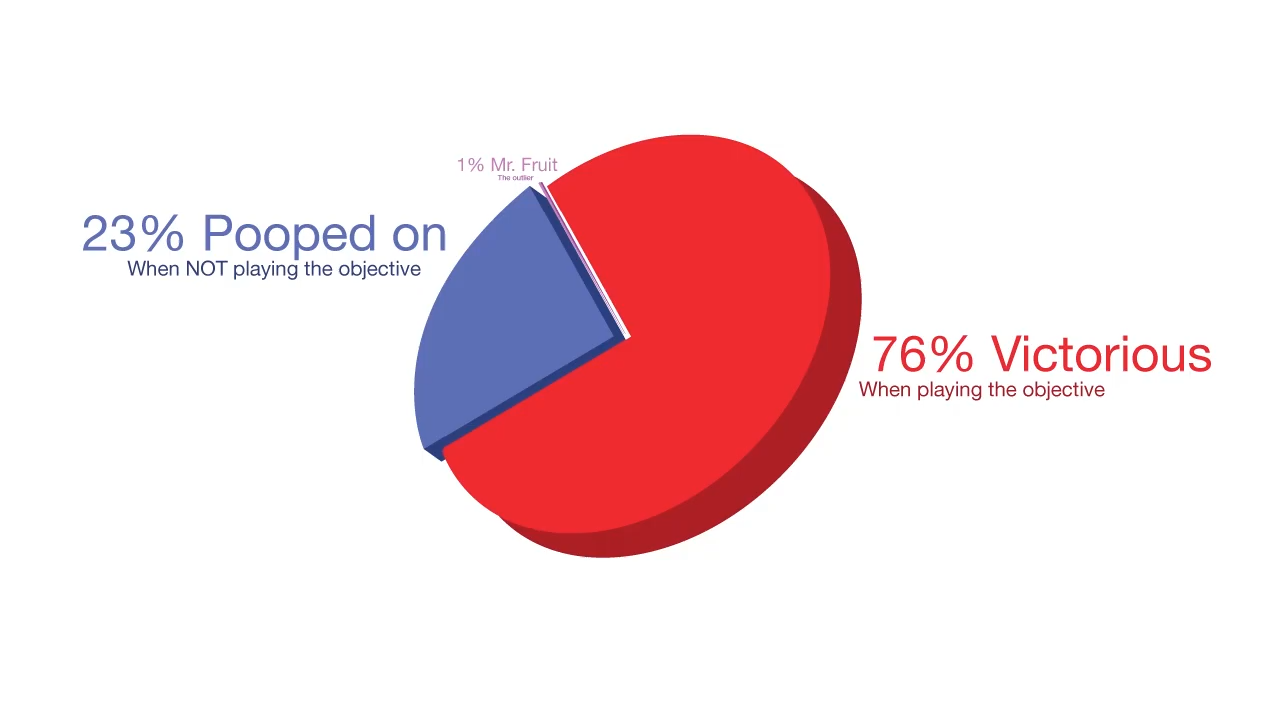 1% Mr. Fruit
The outlier
23% Pooped on
When NOT playing the objective
76% Victorious
When playing the objective